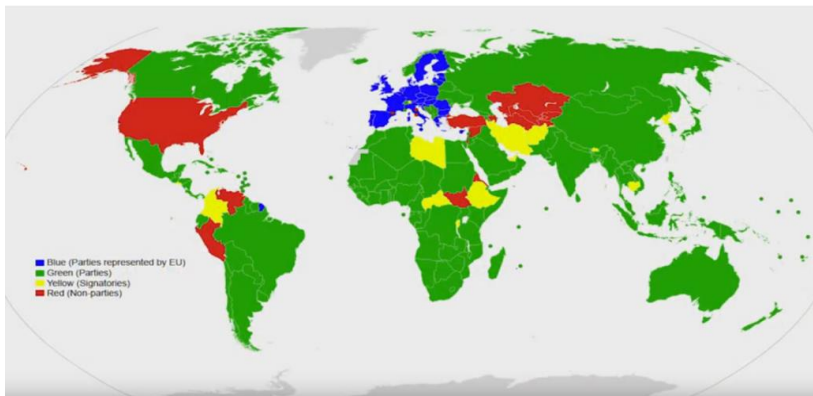 Blue (Parties represented by EU)
Green (Parties)
Yellow (Signatories)
Red (Non-parties)